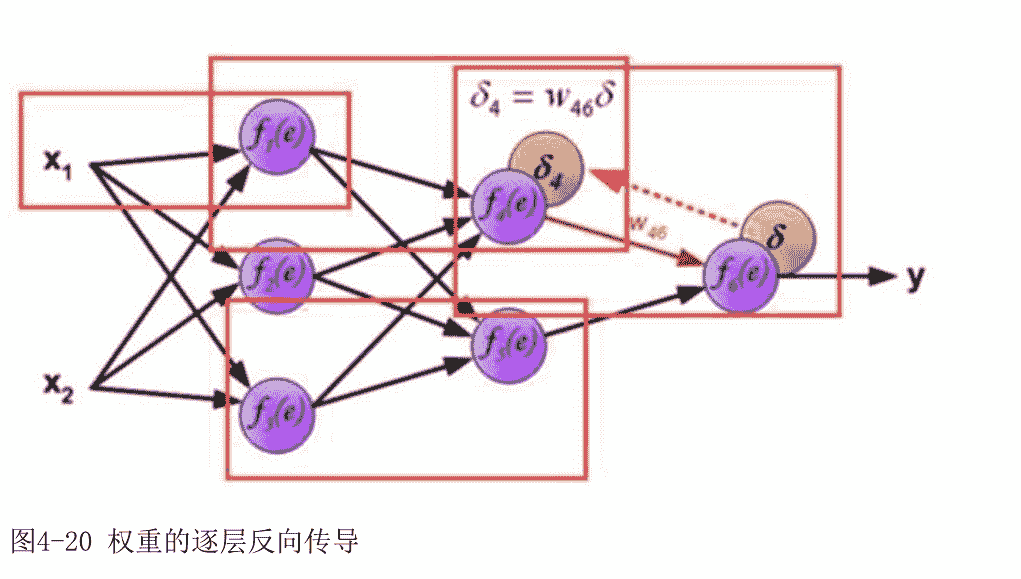 δ₄ = w₄₆δ
x₁
f₁(e)
δ₄
f₄(e)
w₄₆
δ
f₂(e)
f₆(e)
y
f₅(e)
x₂
f₃(e)
图4-20 权重的逐层反向传导